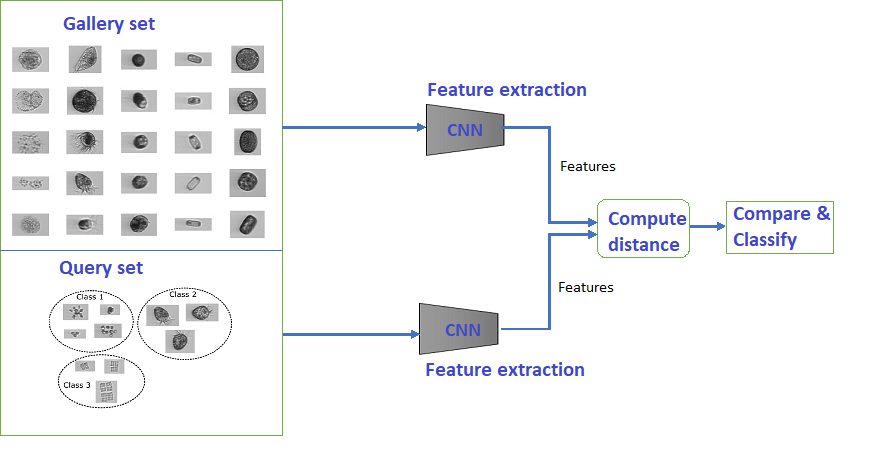 Gallery set
Feature extraction
CNN
Features
Compute
distance
Compare &
Classify
Query set
Class 1
Class 2
Class 3
Features
CNN
Feature extraction